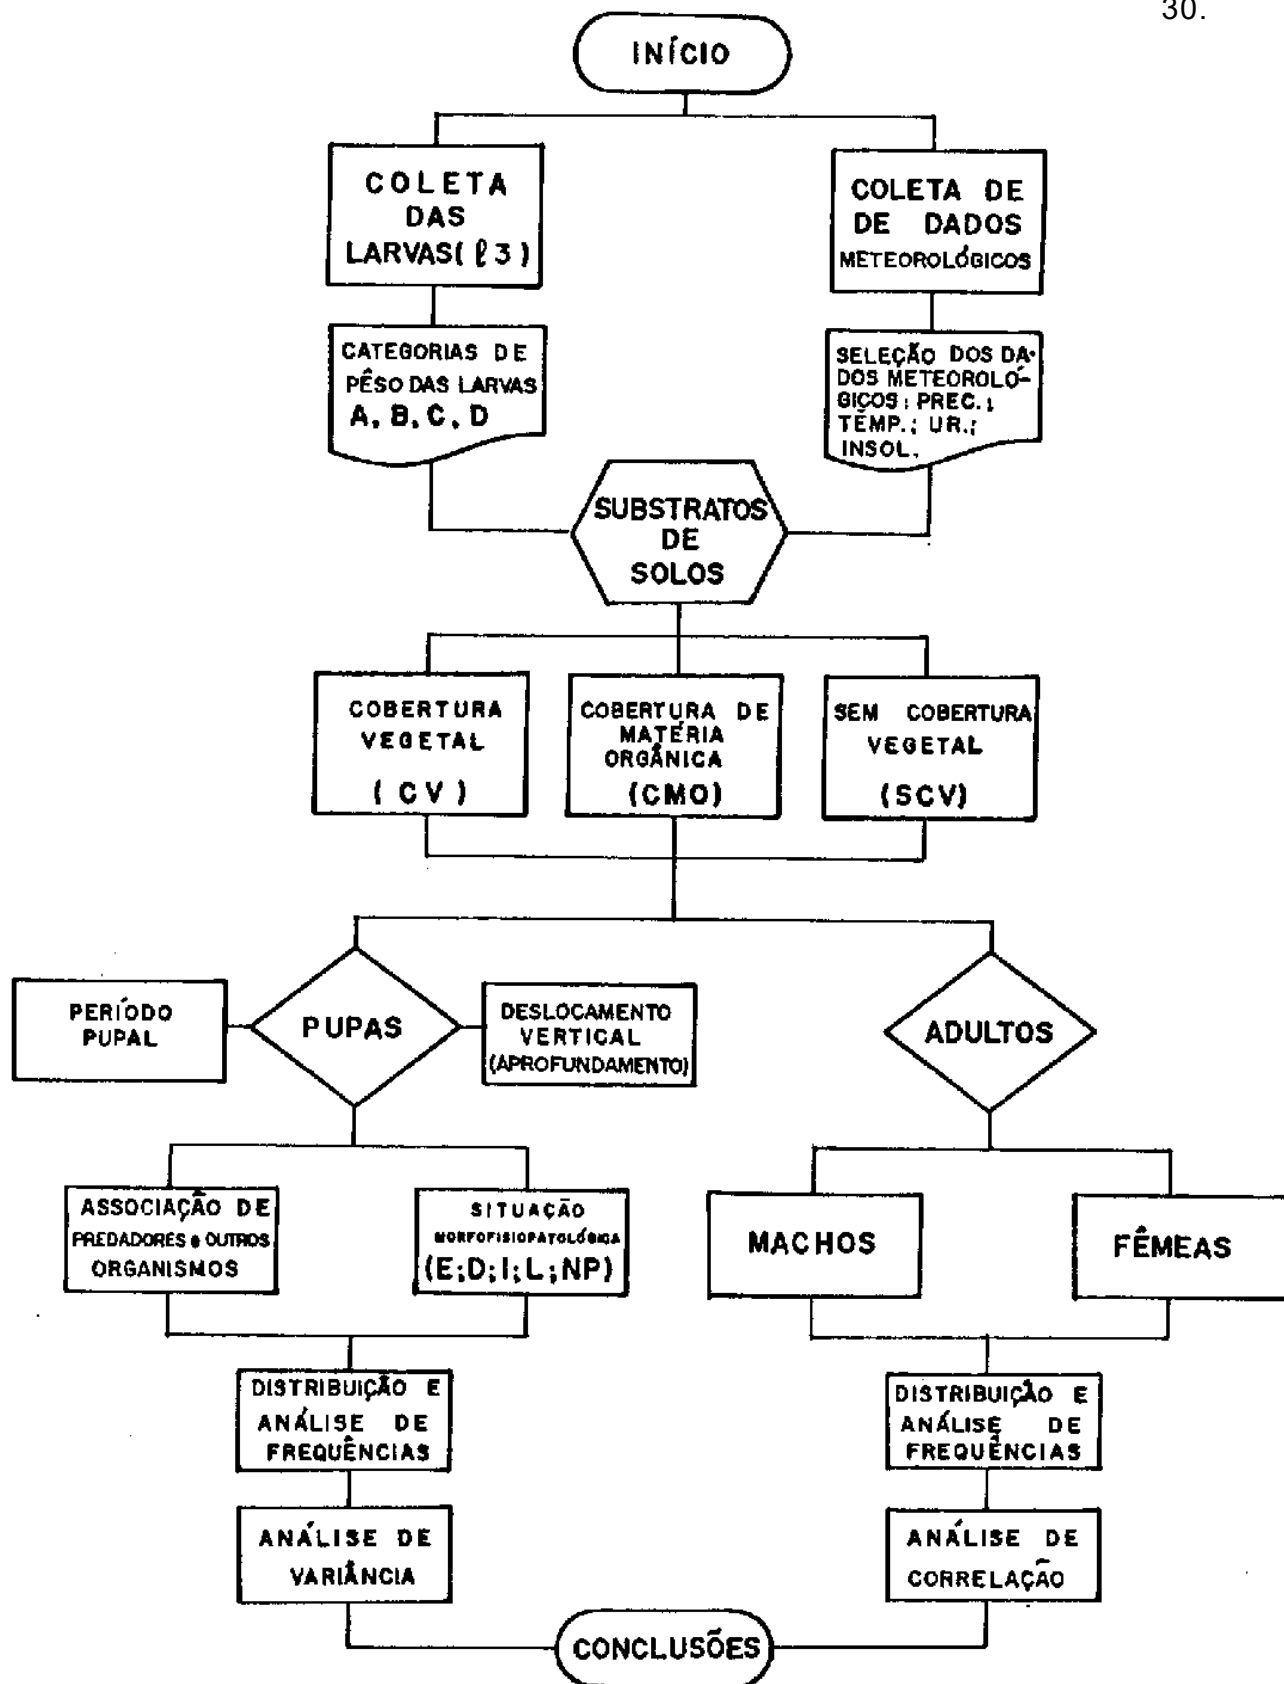 30.
INÍCIO
COLETA
DAS
LARVAS( ℓ 3 )
COLETA DE
DE DADOS
METEOROLÓGICOS
CATEGORIAS DE
PÊSO DAS LARVAS
A, B, C, D
SELEÇÃO DOS DA-
DOS METEOROLÓ-
GICOS: PREC.;
TÊMP.; UR.;
INSOL.
SUBSTRATOS
DE
SOLOS
COBERTURA
VEGETAL
( CV )
COBERTURA DE
MATÉRIA
ORGÂNICA
(CMO)
SEM COBERTURA
VEGETAL
(SCV)
PERÍODO
PUPAL
PUPAS
DESLOCAMENTO
VERTICAL
(APROFUNDAMENTO)
ADULTOS
ASSOCIAÇÃO DE
PREDADORES e OUTROS
ORGANISMOS
SITUAÇÃO
MORFOFISIOPATOLÓGICA
(E;D;I;L;NP)
MACHOS
FÊMEAS
DISTRIBUIÇÃO E
ANÁLISE DE
FREQUÊNCIAS
DISTRIBUIÇÃO E
ANÁLISE DE
FREQUÊNCIAS
ANÁLISE DE
VARIÂNCIA
ANÁLISE DE
CORRELAÇÃO
CONCLUSÕES